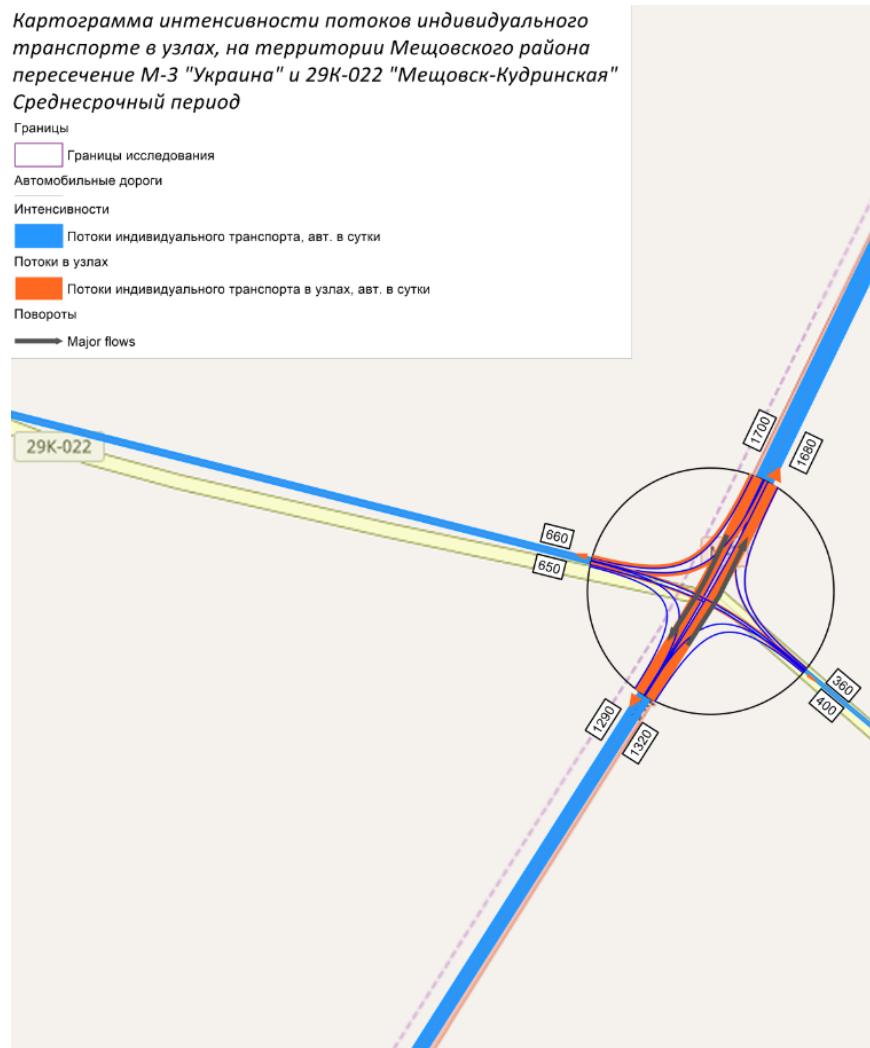 Картограмма интенсивности потоков индивидуального
транспорте в узлах, на территории Мещовского района
пересечение М-3 "Украина" и 29К-022 "Мещовск-Кудринская"
Среднесрочный период
Границы
Границы исследования
Автомобильные дороги
Интенсивности
Потоки индивидуального транспорта, авт. в сутки
Потоки в узлах
Потоки индивидуального транспорта в узлах, авт. в сутки
Повороты
Major flows
29К-022
1700
1680
660
650
360
400
1290
1320